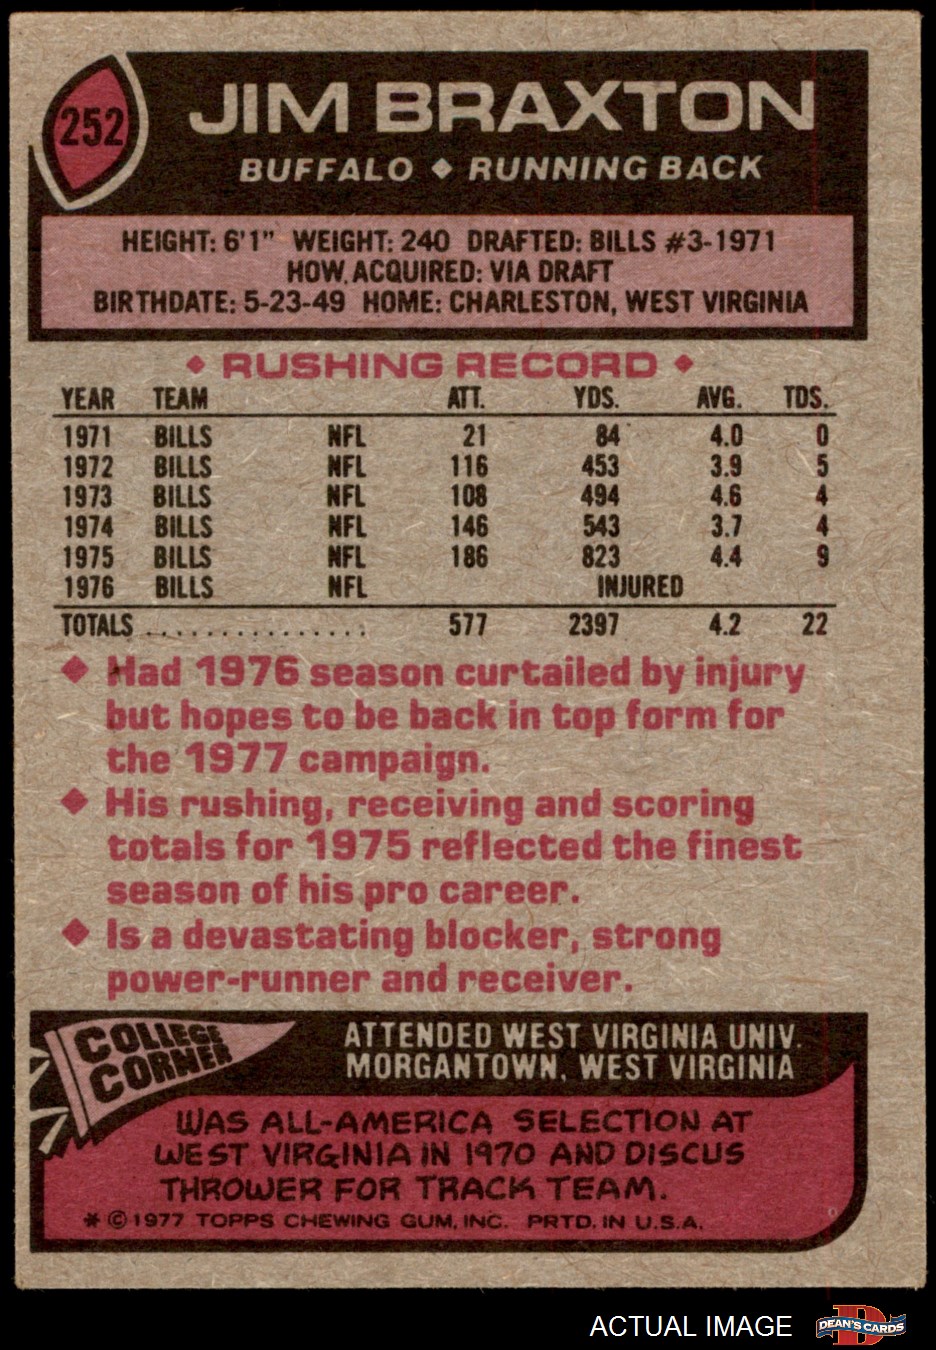 252
JIM BRAXTON
BUFFALO ◆ RUNNING BACK
HEIGHT: 6'1" WEIGHT: 240 DRAFTED: BILLS #3-1971
HOW ACQUIRED: VIA DRAFT
BIRTHDATE: 5-23-49 HOME: CHARLESTON, WEST VIRGINIA
◆ RUSHING RECORD ◆
YEAR TEAM ATT. YDS. AVG. TDS.
1971 BILLS NFL 21 84 4.0 0
1972 BILLS NFL 116 453 3.9 5
1973 BILLS NFL 108 494 4.6 4
1974 BILLS NFL 146 543 3.7 4
1975 BILLS NFL 186 823 4.4 9
1976 BILLS NFL INJURED
TOTALS ............... 577 2397 4.2 22
◆ Had 1976 season curtailed by injury
but hopes to be back in top form for
the 1977 campaign.
◆ His rushing, receiving and scoring
totals for 1975 reflected the finest
season of his pro career.
◆ Is a devastating blocker, strong
power-runner and receiver.
COLLEGE
CORNER
ATTENDED WEST VIRGINIA UNIV.
MORGANTOWN, WEST VIRGINIA
WAS ALL-AMERICA SELECTION AT
WEST VIRGINIA IN 1970 AND DISCUS
THROWER FOR TRACK TEAM.
* © 1977 TOPPS CHEWING GUM, INC. PRTD. IN U.S.A.
ACTUAL IMAGE
D
DEAN'S CARDS